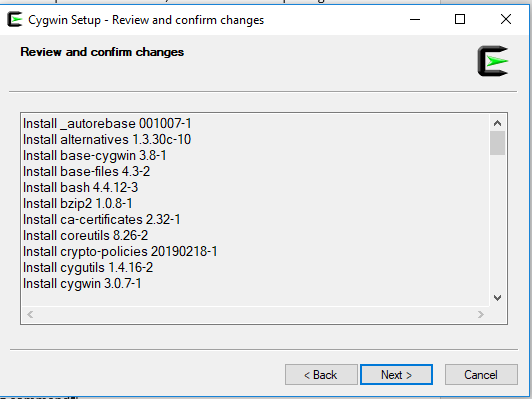 Cygwin Setup - Review and confirm changes
Review and confirm changes
Install _autorebase 001007-1
Install alternatives 1.3.30c-10
Install base-cygwin 3.8-1
Install base-files 4.3-2
Install bash 4.4.12-3
Install bzip2 1.0.8-1
Install ca-certificates 2.32-1
Install coreutils 8.26-2
Install crypto-policies 20190218-1
Install cygutils 1.4.16-2
Install cygwin 3.0.7-1
< Back
Next >
Cancel